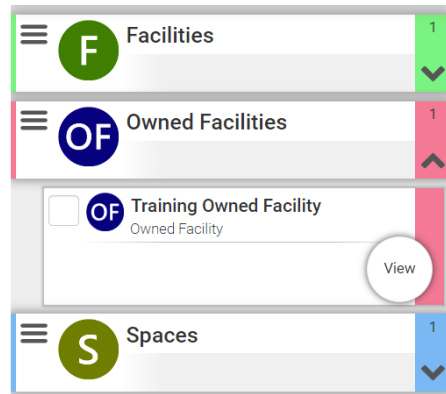 F
Facilities
1
OF
Owned Facilities
1
OF
Training Owned Facility
Owned Facility
View
S
Spaces
1